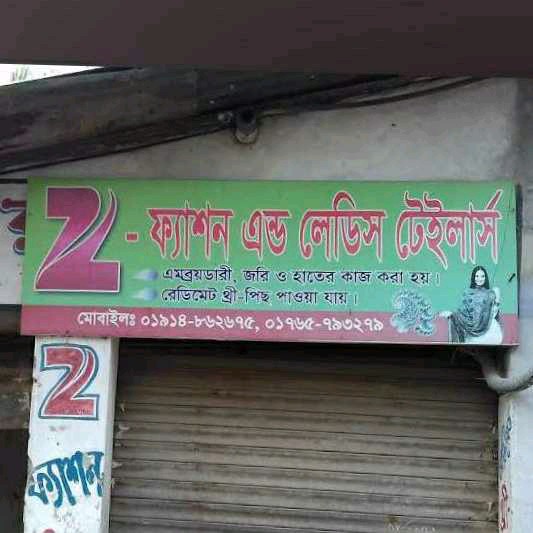 Z - ফ্যাশন এন্ড লেডিস টেইলার্স
এমব্রয়ডারী, জরি ও হাতের কাজ করা হয়।
রেডিমেট থ্রী-পিছ পাওয়া যায়।
মোবাইলঃ ০১৯১৪-৮৬২৬৭৫, ০১৭৬৫-৭৯৩২৭৯
Z
ফ্যাশন